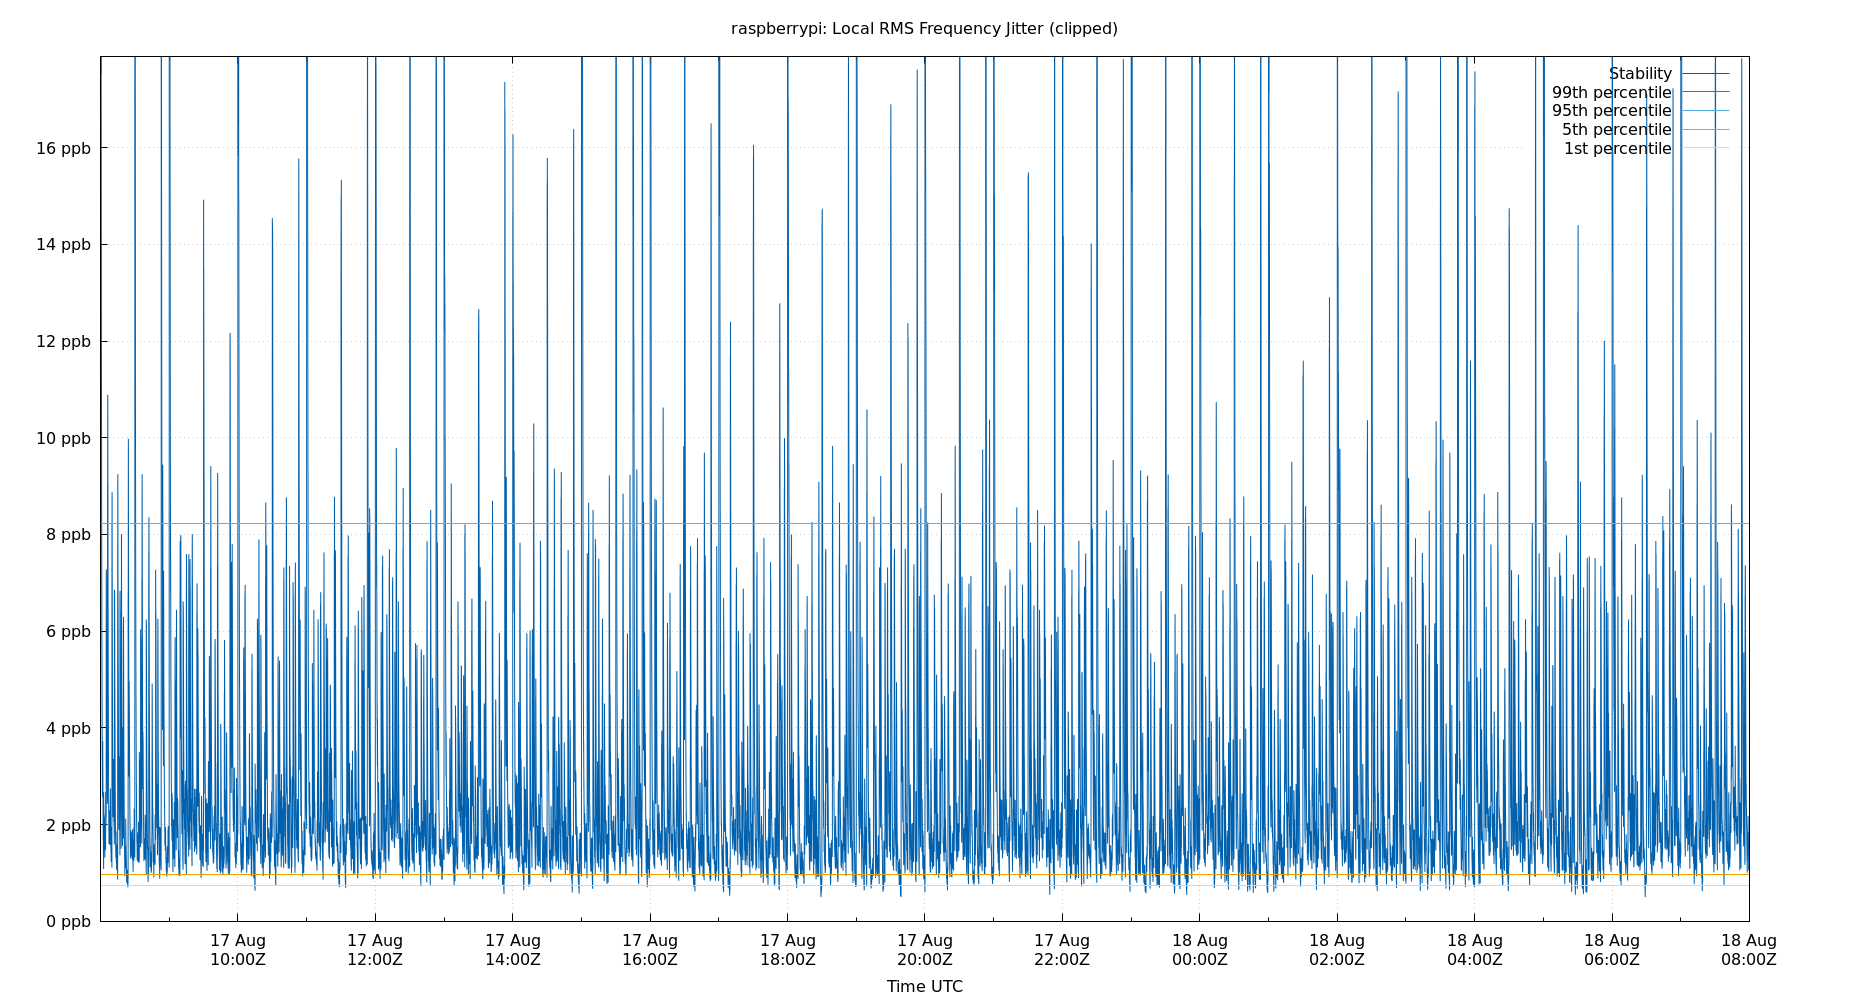 raspberrypi: Local RMS Frequency Jitter (clipped)
Stability
99th percentile
95th percentile
5th percentile
1st percentile
16 ppb
14 ppb
12 ppb
10 ppb
8 ppb
6 ppb
4 ppb
2 ppb
0 ppb
17 Aug
10:00Z
17 Aug
12:00Z
17 Aug
14:00Z
17 Aug
16:00Z
17 Aug
18:00Z
17 Aug
20:00Z
17 Aug
22:00Z
18 Aug
00:00Z
18 Aug
02:00Z
18 Aug
04:00Z
18 Aug
06:00Z
18 Aug
08:00Z
Time UTC